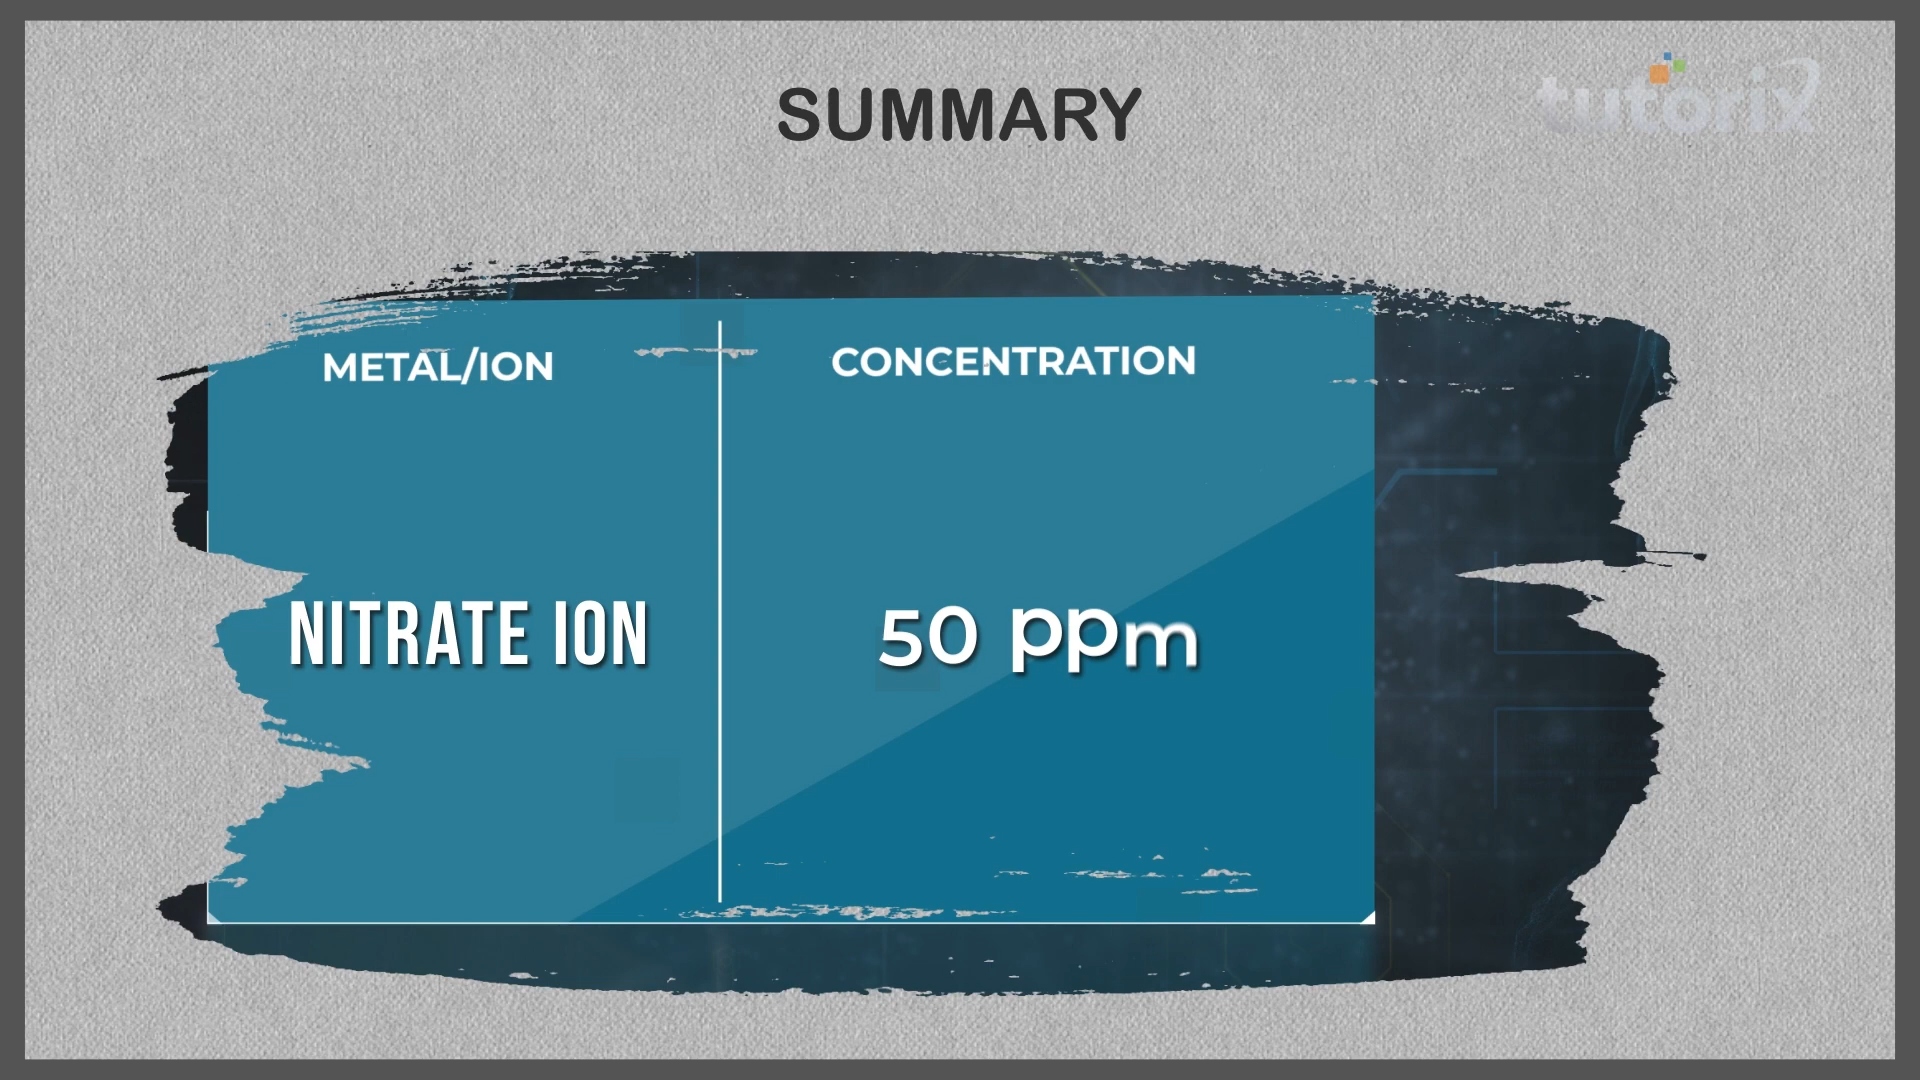 SUMMARY
tutorix
METAL/ION
CONCENTRATION
NITRATE ION
50 ppm